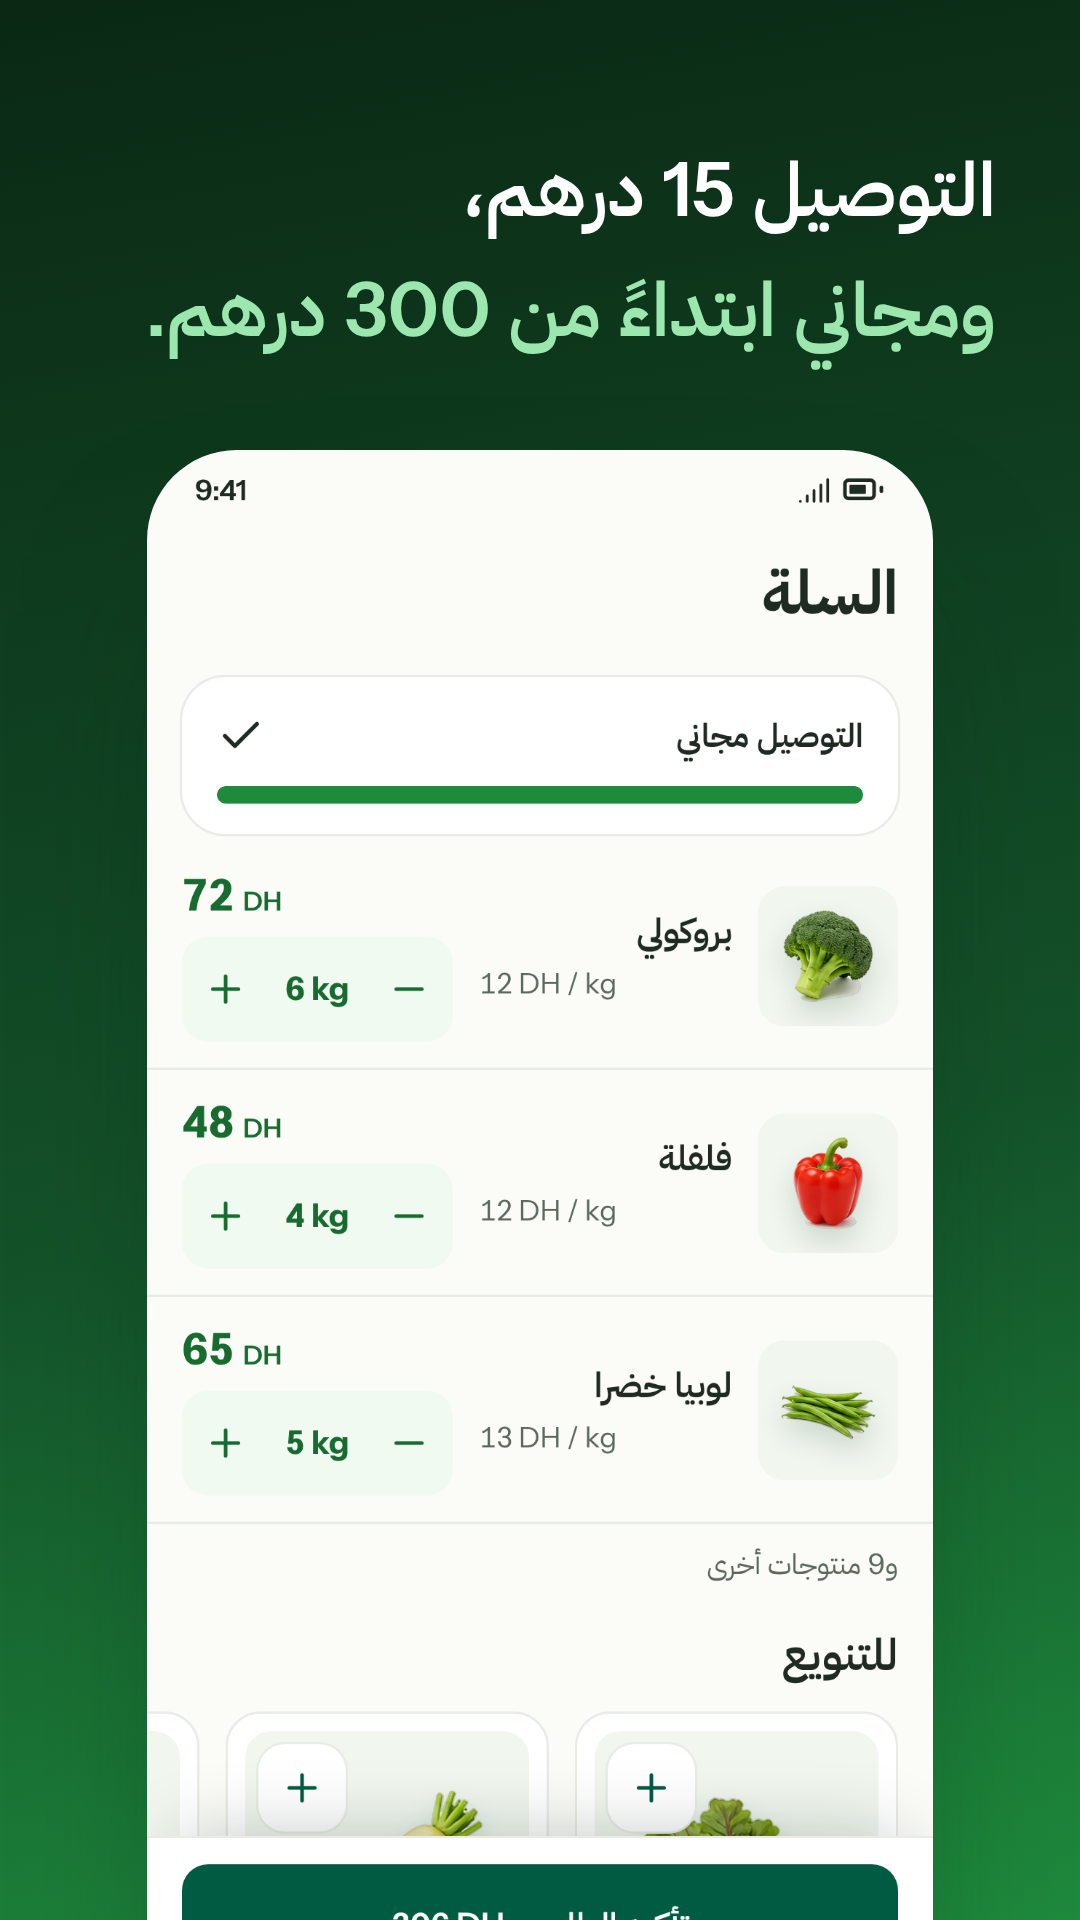 التوصيل 15 درهم،
ومجاني ابتداءً من 300 درهم.
9:41
السلة
التوصيل مجاني
72 DH
بروكولي
12 DH / kg
6 kg
48 DH
فلفلة
12 DH / kg
4 kg
65 DH
لوبيا خضرا
13 DH / kg
5 kg
و9 منتوجات أخرى
للتنويع